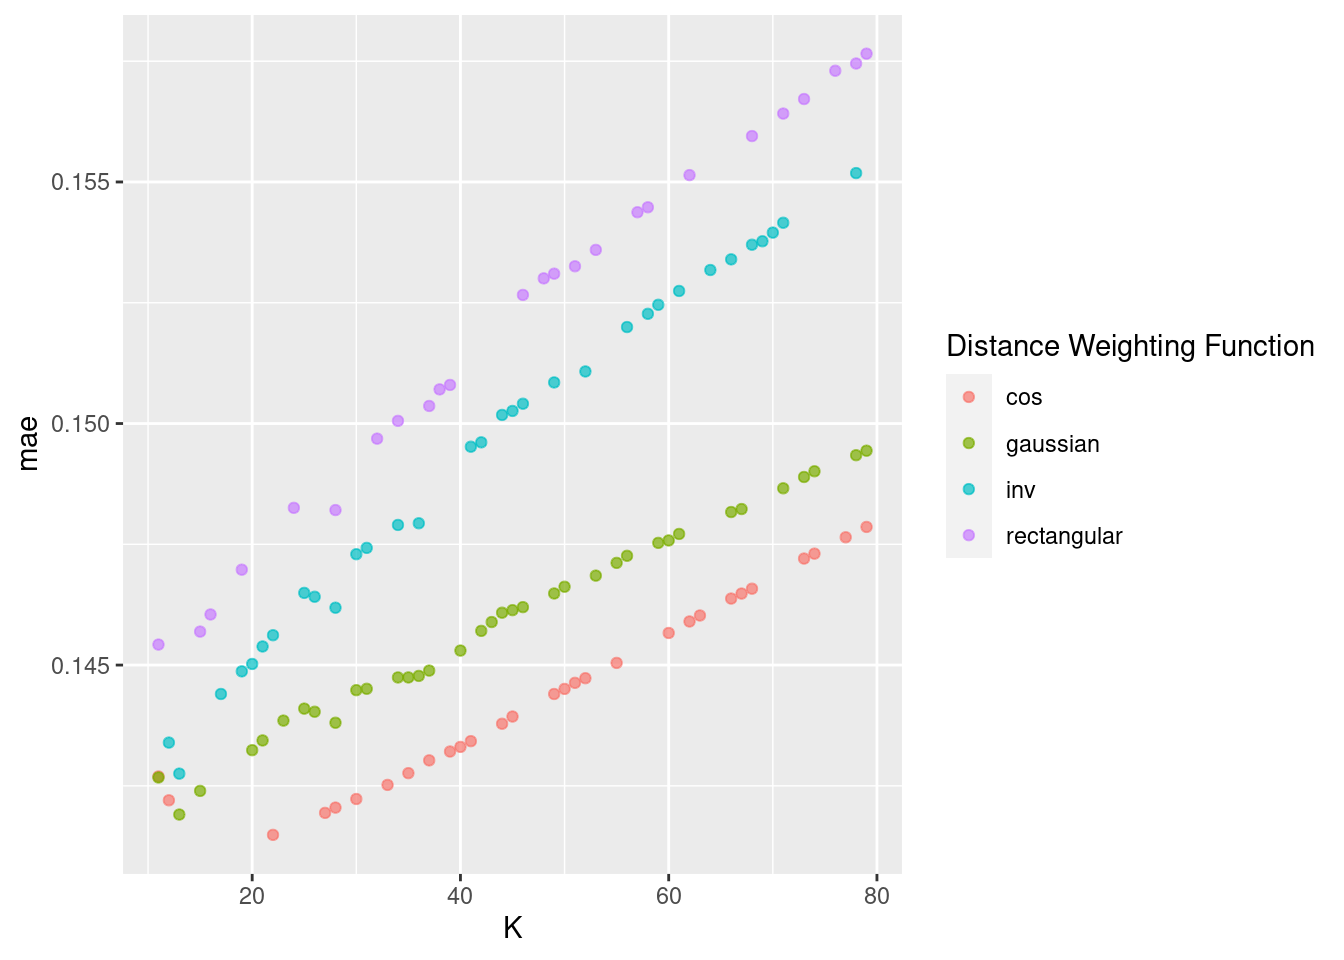 0.155
0.150
0.145
mae
20
40
60
80
K
Distance Weighting Function
cos
gaussian
inv
rectangular